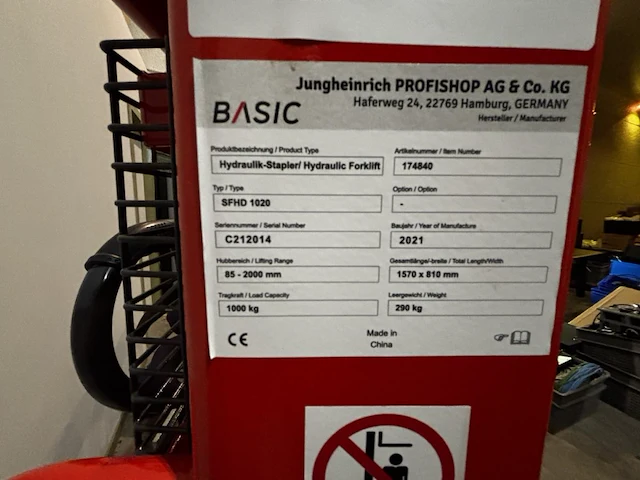 Jungheinrich PROFISHOP AG & Co. KG
Haferweg 24, 22769 Hamburg, GERMANY
Hersteller / Manufacturer
BASIC
Produktbezeichnung / Product Type
Hydraulik-Stapler/ Hydraulic Forklift
Artikelnummer / Item Number
174840
Typ / Type
SFHD 1020
Option / Option
-
Seriennummer / Serial Number
C212014
Baujahr / Year of Manufacture
2021
Hubbereich / Lifting Range
85 - 2000 mm
Gesamtlänge/-breite / Total Length/Width
1570 x 810 mm
Tragkraft / Load Capacity
1000 kg
Leergewicht / Weight
290 kg
CE
Made in
China